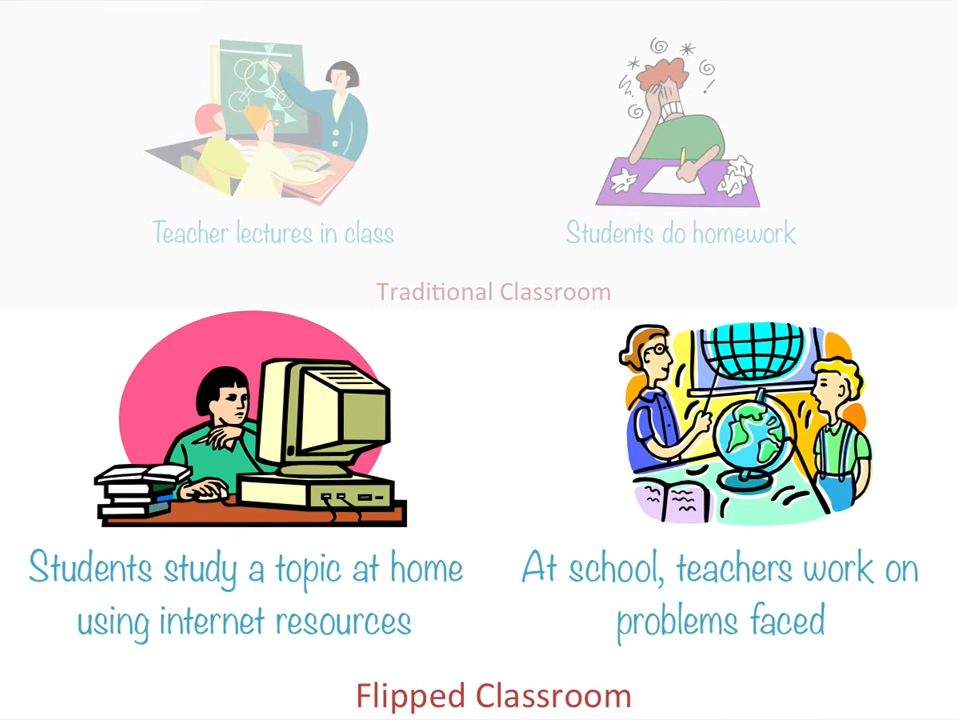 Teacher lectures in class
Students do homework
Traditional Classroom
Students study a topic at home
using internet resources
At school, teachers work on
problems faced
Flipped Classroom